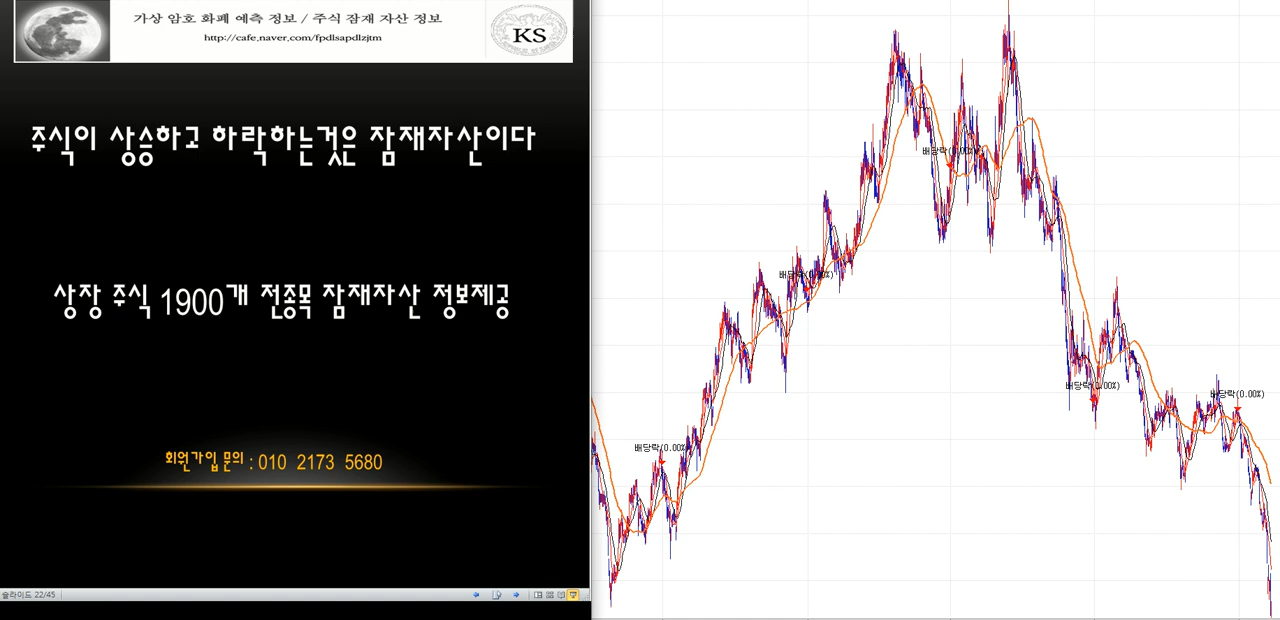 가상 암호 화폐 예측 정보 / 주식 잠재 자산 정보
http://cafe.naver.com/fpdlsapdlzjtm
KS
주식이 상승하고 하락하는것은 잠재자산이다
상장 주식 1900개 전종목 잠재자산 정보제공
회원가입 문의 : 010 2173 5680
슬라이드 22/45
배당락(0.00%)
배당락(0.00%)
배당락(0.00%)
배당락(0.00%)
배당락(0.00%)